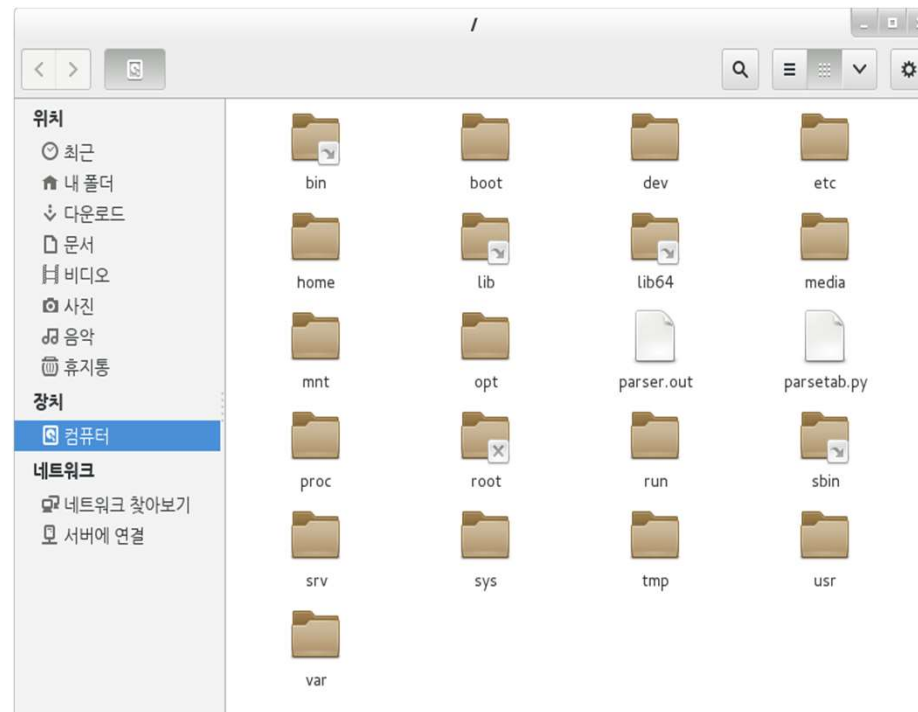 /
위치
최근
내 폴더
다운로드
문서
비디오
사진
음악
휴지통
장치
컴퓨터
네트워크
네트워크 찾아보기
서버에 연결
bin boot dev etc
home lib lib64 media
mnt opt parser.out parsetab.py
proc root run sbin
srv sys tmp usr
var